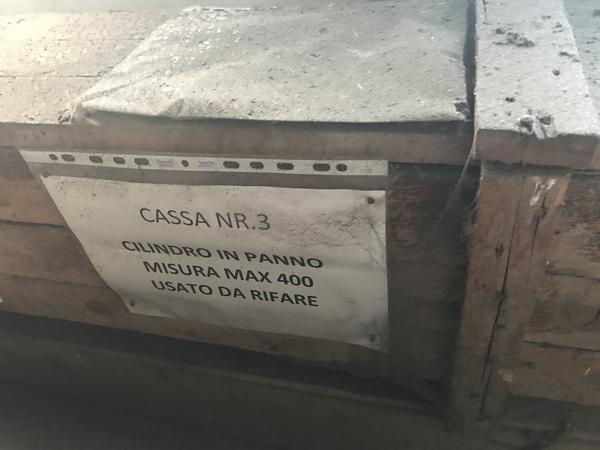 CASSA NR.3
CILINDRO IN PANNO
MISURA MAX 400
USATO DA RIFARE